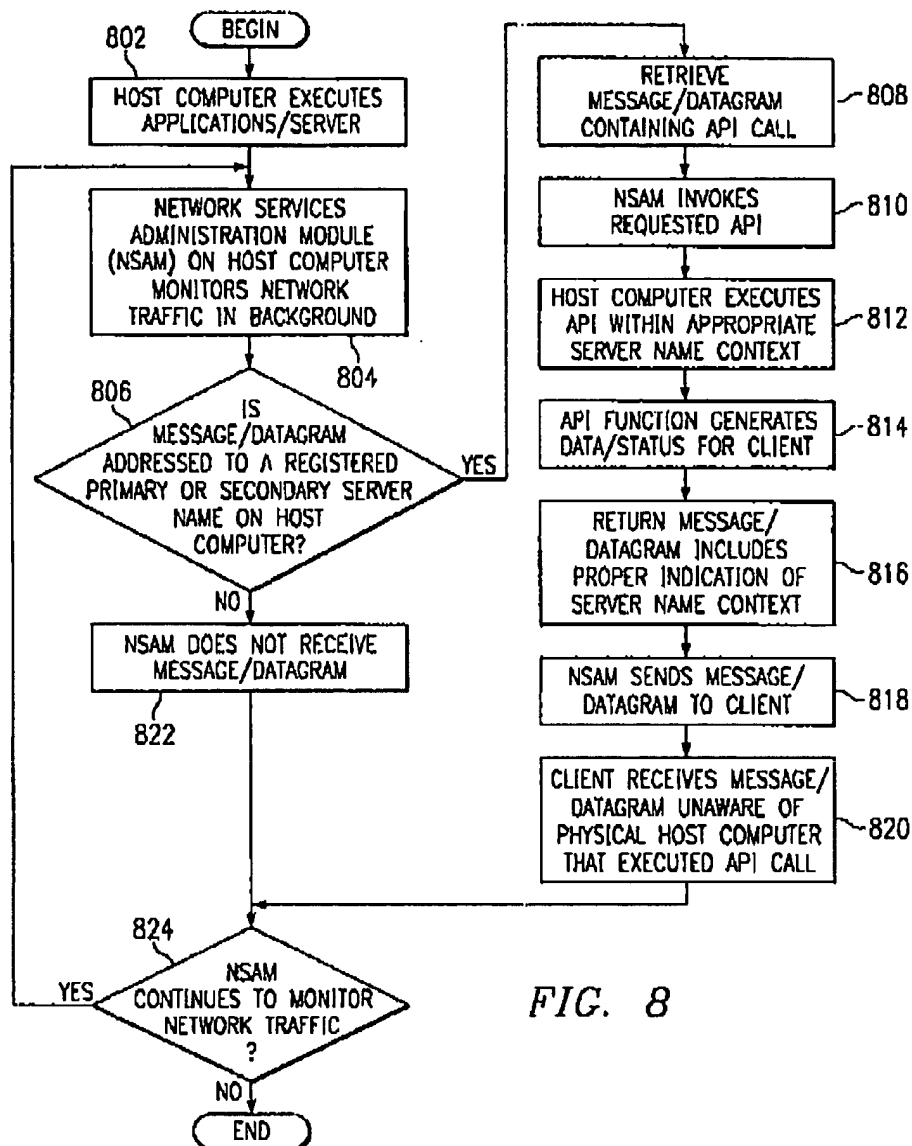 BEGIN
802
HOST COMPUTER EXECUTES
APPLICATIONS/SERVER
NETWORK SERVICES
ADMINISTRATION MODULE
(NSAM) ON HOST COMPUTER
MONITORS NETWORK
TRAFFIC IN BACKGROUND
804
806
IS
MESSAGE/DATAGRAM
ADDRESSED TO A REGISTERED
PRIMARY OR SECONDARY SERVER
NAME ON HOST
COMPUTER?
YES
NO
NSAM DOES NOT RECEIVE
MESSAGE/DATAGRAM
822
RETRIEVE
MESSAGE/DATAGRAM
CONTAINING API CALL
808
NSAM INVOKES
REQUESTED API
810
HOST COMPUTER EXECUTES
API WITHIN APPROPRIATE
SERVER NAME CONTEXT
812
API FUNCTION GENERATES
DATA/STATUS FOR CLIENT
814
RETURN MESSAGE/
DATAGRAM INCLUDES
PROPER INDICATION OF
SERVER NAME CONTEXT
816
NSAM SENDS MESSAGE/
DATAGRAM TO CLIENT
818
CLIENT RECEIVES MESSAGE/
DATAGRAM UNAWARE OF
PHYSICAL HOST COMPUTER
THAT EXECUTED API CALL
820
824
NSAM
CONTINUES TO MONITOR
NETWORK TRAFFIC
?
YES
NO
END
FIG. 8